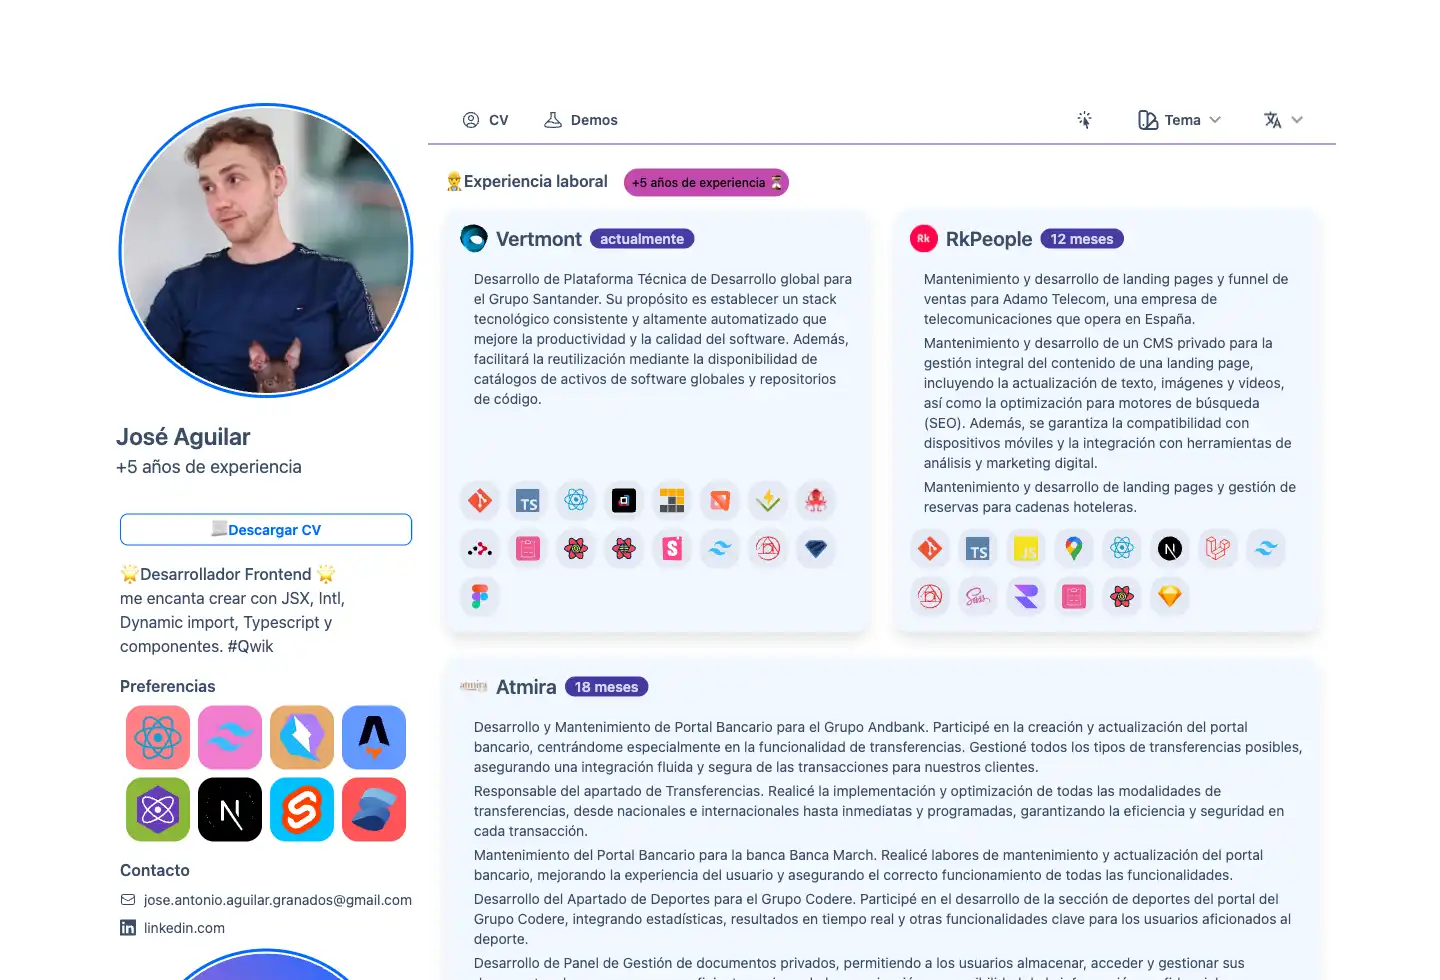 CV
Demos
Tema
José Aguilar
+5 años de experiencia
Descargar CV
🌟Desarrollador Frontend 🌟
me encanta crear con JSX, Intl,
Dynamic import, Typescript y
componentes. #Qwik
Preferencias
Contacto
jose.antonio.aguilar.granados@gmail.com
linkedin.com
Experiencia laboral
+5 años de experiencia ⏳
Vertmont actualmente
Desarrollo de Plataforma Técnica de Desarrollo global para
el Grupo Santander. Su propósito es establecer un stack
tecnológico consistente y altamente automatizado que
mejore la productividad y la calidad del software. Además,
facilitará la reutilización mediante la disponibilidad de
catálogos de activos de software globales y repositorios
de código.
TS
Rk
RkPeople 12 meses
Mantenimiento y desarrollo de landing pages y funnel de
ventas para Adamo Telecom, una empresa de
telecomunicaciones que opera en España.
Mantenimiento y desarrollo de un CMS privado para la
gestión integral del contenido de una landing page,
incluyendo la actualización de texto, imágenes y videos,
así como la optimización para motores de búsqueda
(SEO). Además, se garantiza la compatibilidad con
dispositivos móviles y la integración con herramientas de
análisis y marketing digital.
Mantenimiento y desarrollo de landing pages y gestión de
reservas para cadenas hoteleras.
TS
JS
Sass
atmira
Atmira 18 meses
Desarrollo y Mantenimiento de Portal Bancario para el Grupo Andbank. Participé en la creación y actualización del portal
bancario, centrándome especialmente en la funcionalidad de transferencias. Gestioné todos los tipos de transferencias posibles,
asegurando una integración fluida y segura de las transacciones para nuestros clientes.
Responsable del apartado de Transferencias. Realicé la implementación y optimización de todas las modalidades de
transferencias, desde nacionales e internacionales hasta inmediatas y programadas, garantizando la eficiencia y seguridad en
cada transacción.
Mantenimiento del Portal Bancario para la banca Banca March. Realicé labores de mantenimiento y actualización del portal
bancario, mejorando la experiencia del usuario y asegurando el correcto funcionamiento de todas las funcionalidades.
Desarrollo del Apartado de Deportes para el Grupo Codere. Participé en el desarrollo de la sección de deportes del portal del
Grupo Codere, integrando estadísticas, resultados en tiempo real y otras funcionalidades clave para los usuarios aficionados al
deporte.
Desarrollo de Panel de Gestión de documentos privados, permitiendo a los usuarios almacenar, acceder y gestionar sus